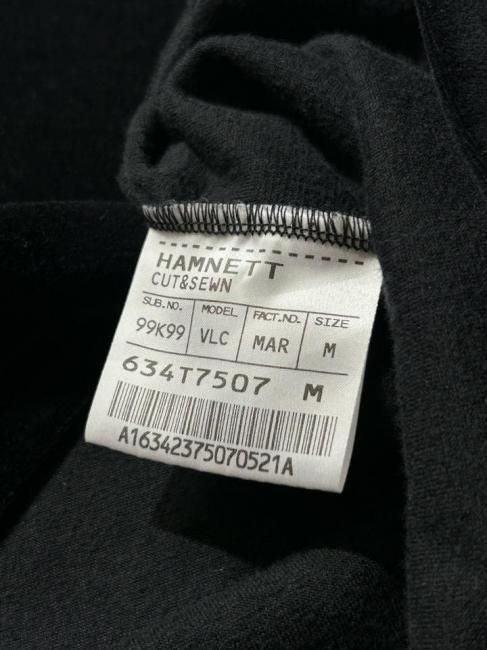 HAMNETT
CUT&SEWN
SUB.NO. MODEL FACT.NO. SIZE
99K99 VLC MAR M
634T7507 M
A16342375070521A